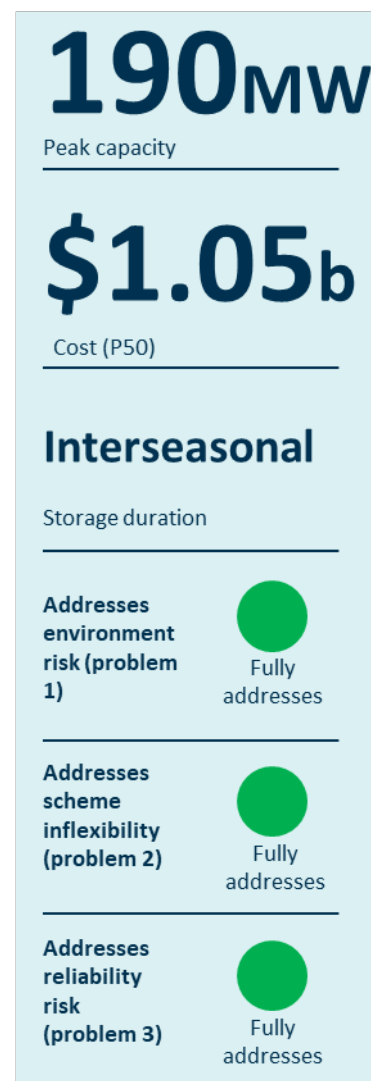 190MW
Peak capacity
$1.05b
Cost (P50)
Interseasonal
Storage duration
Addresses
environment
risk (problem
1)
Fully
addresses
Addresses
scheme
inflexibility
(problem 2)
Fully
addresses
Addresses
reliability
risk
(problem 3)
Fully
addresses